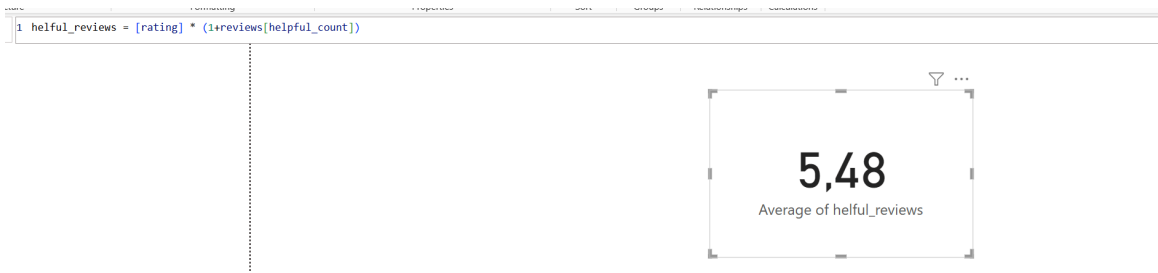 1 helful_reviews = [rating] * (1+reviews[helpful_count])
5,48
Average of helful_reviews